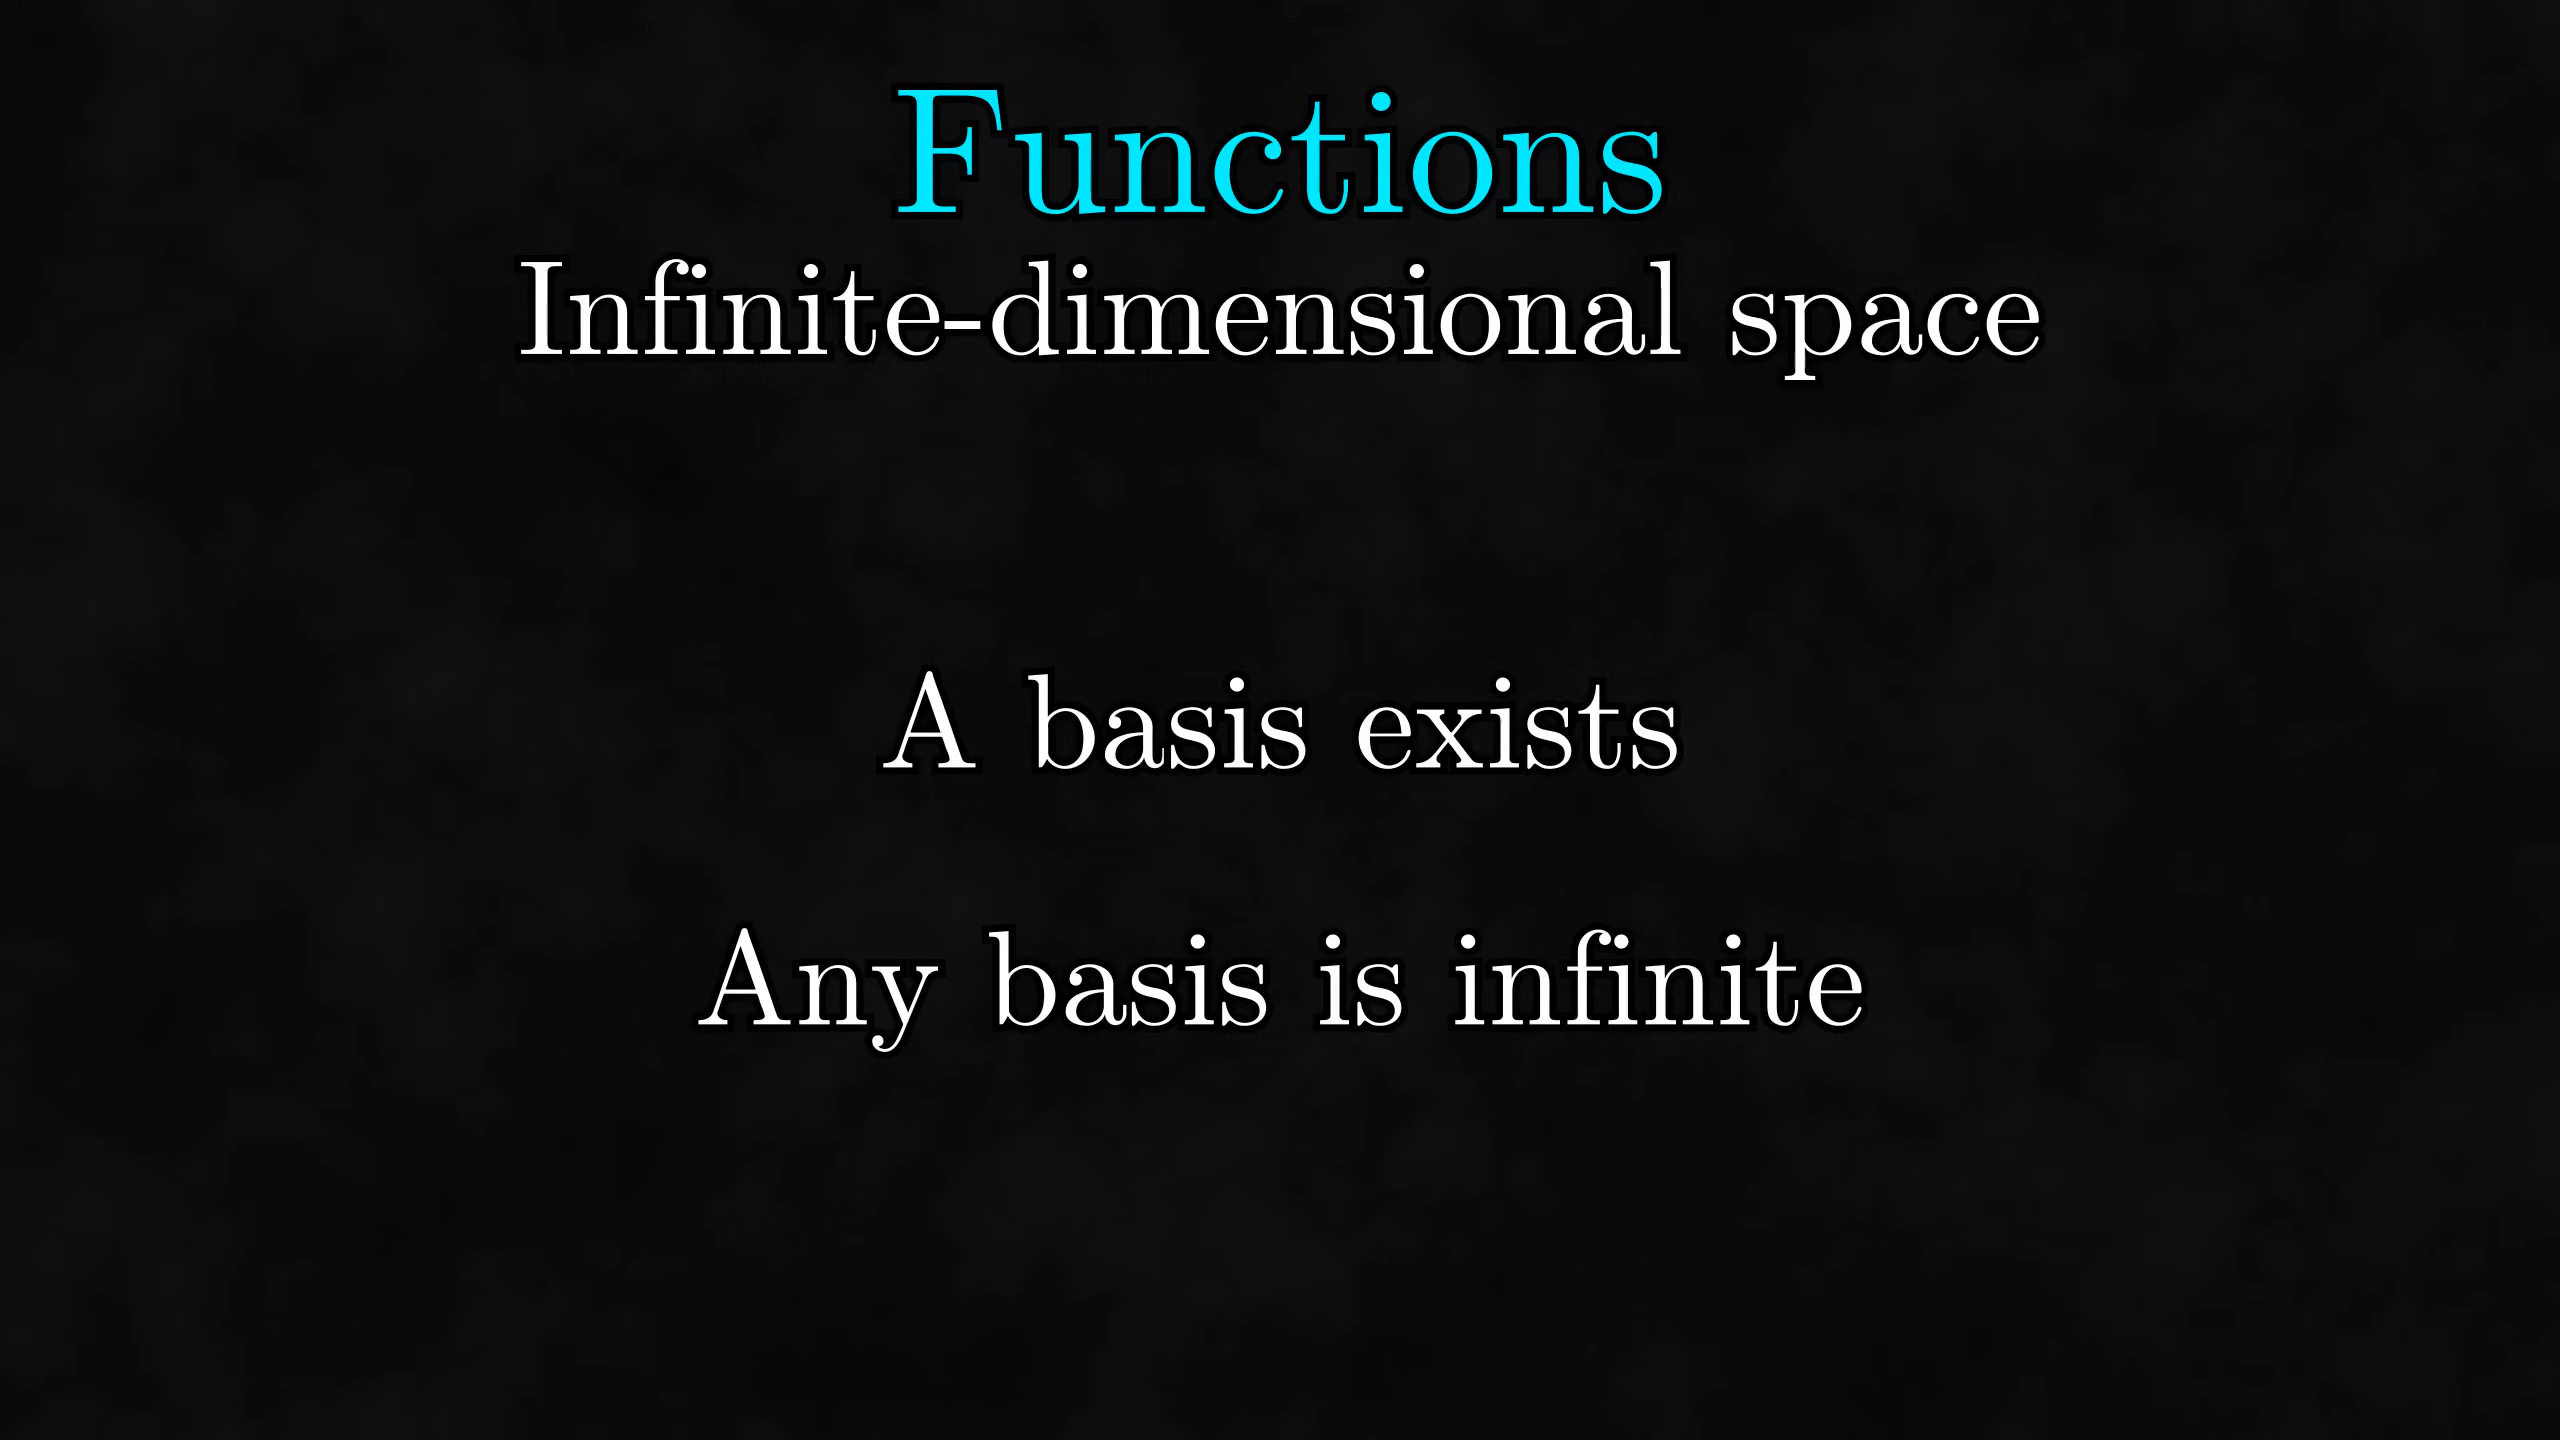 Functions
Infinite-dimensional space
A basis exists
Any basis is infinite